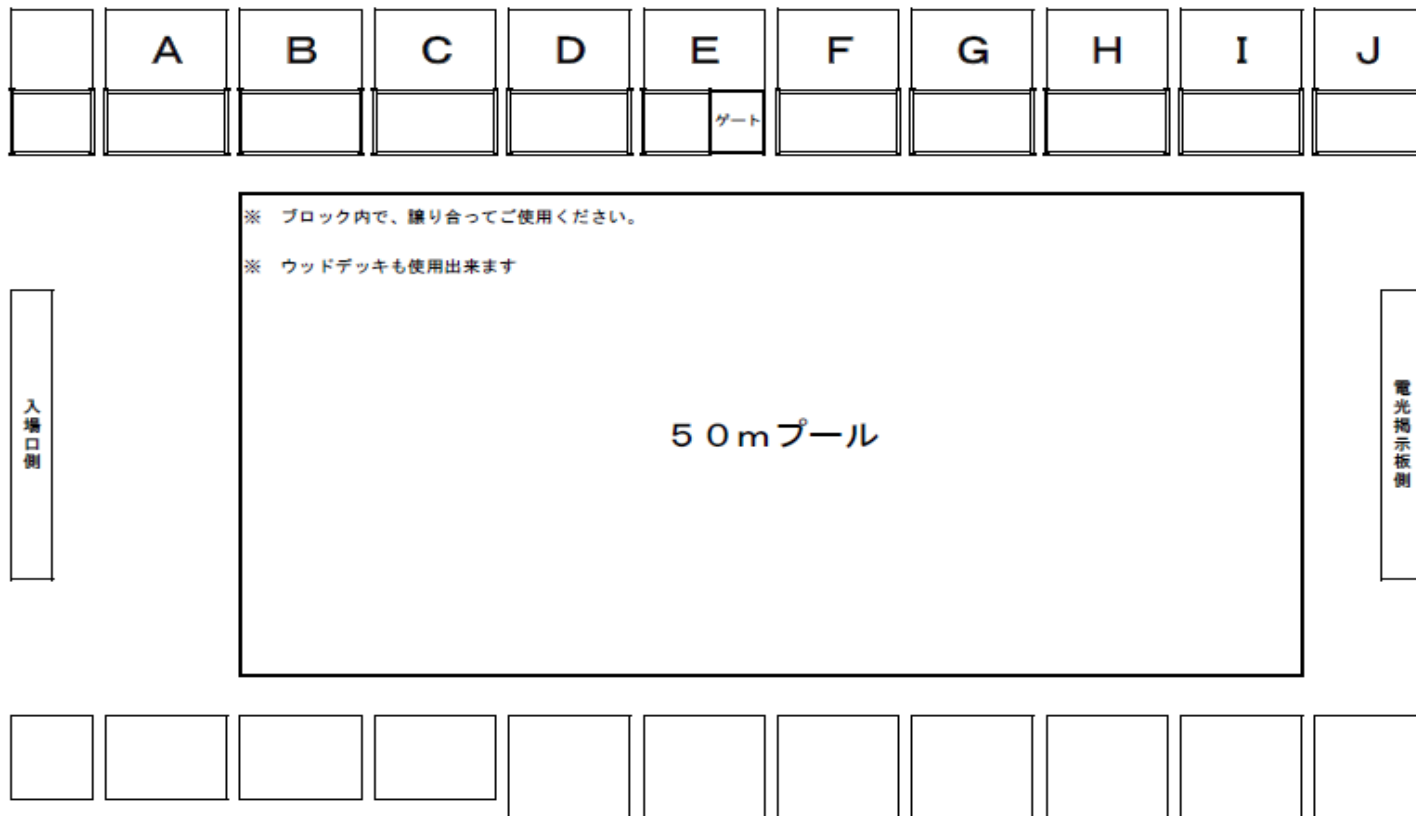 A B C D E F G H I J
ゲート
※　ブロック内で、譲り合ってご使用ください。
※　ウッドデッキも使用出来ます
入場口側
５０ｍプール
電光掲示板側